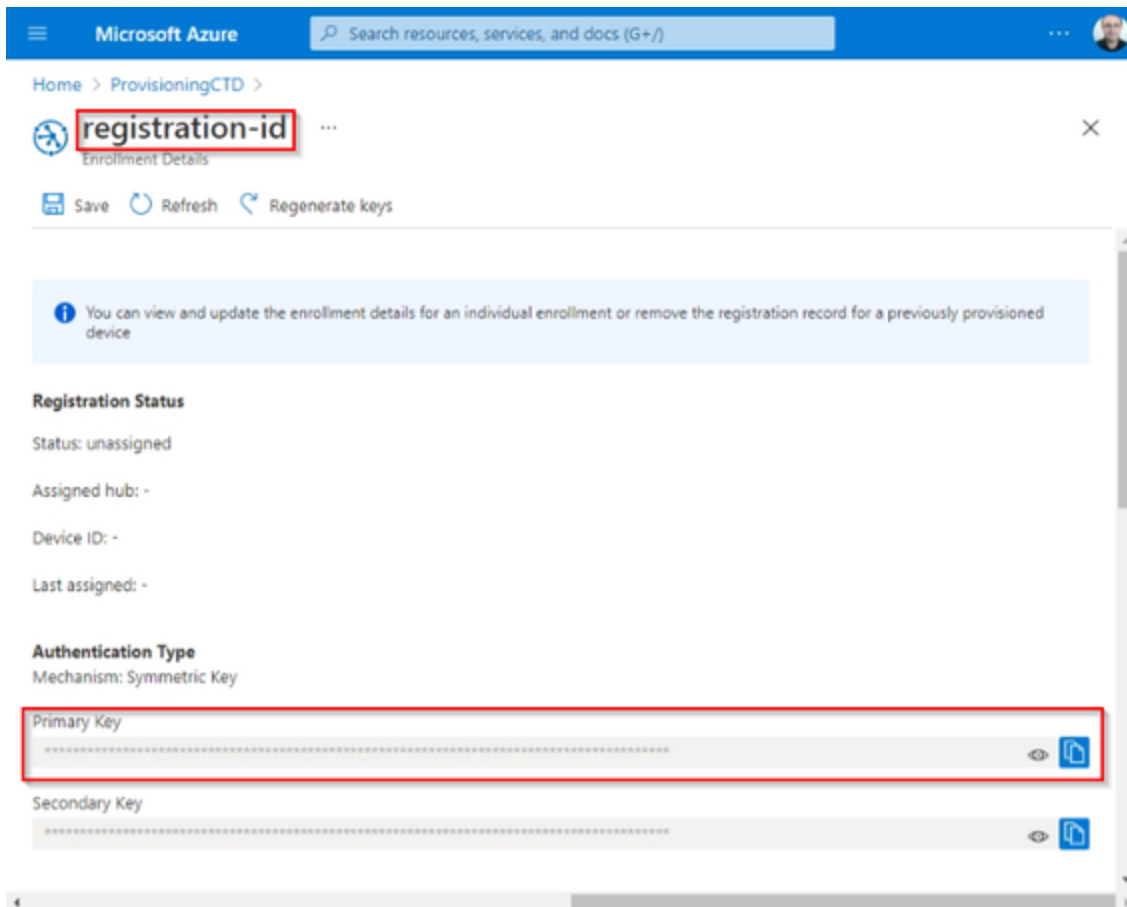 Microsoft Azure
Search resources, services, and docs (G+/)
...
Home > ProvisioningCTD >
registration-id ...
Enrollment Details
Save Refresh Regenerate keys
You can view and update the enrollment details for an individual enrollment or remove the registration record for a previously provisioned
device
Registration Status
Status: unassigned
Assigned hub: -
Device ID: -
Last assigned: -
Authentication Type
Mechanism: Symmetric Key
Primary Key
Secondary Key